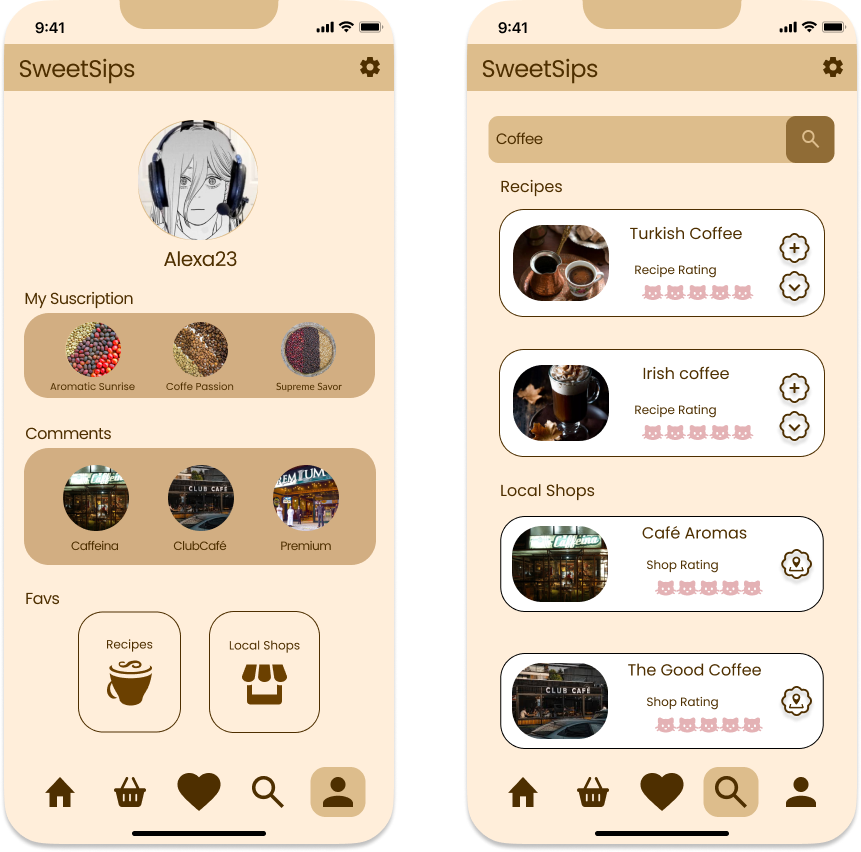 9:41
SweetSips
Alexa23
My Suscription
Aromatic Sunrise
Coffe Passion
Supreme Savor
Comments
CLUB CAFÉ
Caffeina
ClubCafé
Premium
Favs
Recipes
Local Shops
9:41
SweetSips
Coffee
Recipes
Turkish Coffee
Recipe Rating
Irish coffee
Recipe Rating
Local Shops
Café Aromas
Shop Rating
The Good Coffee
CLUB CAFÉ
Shop Rating